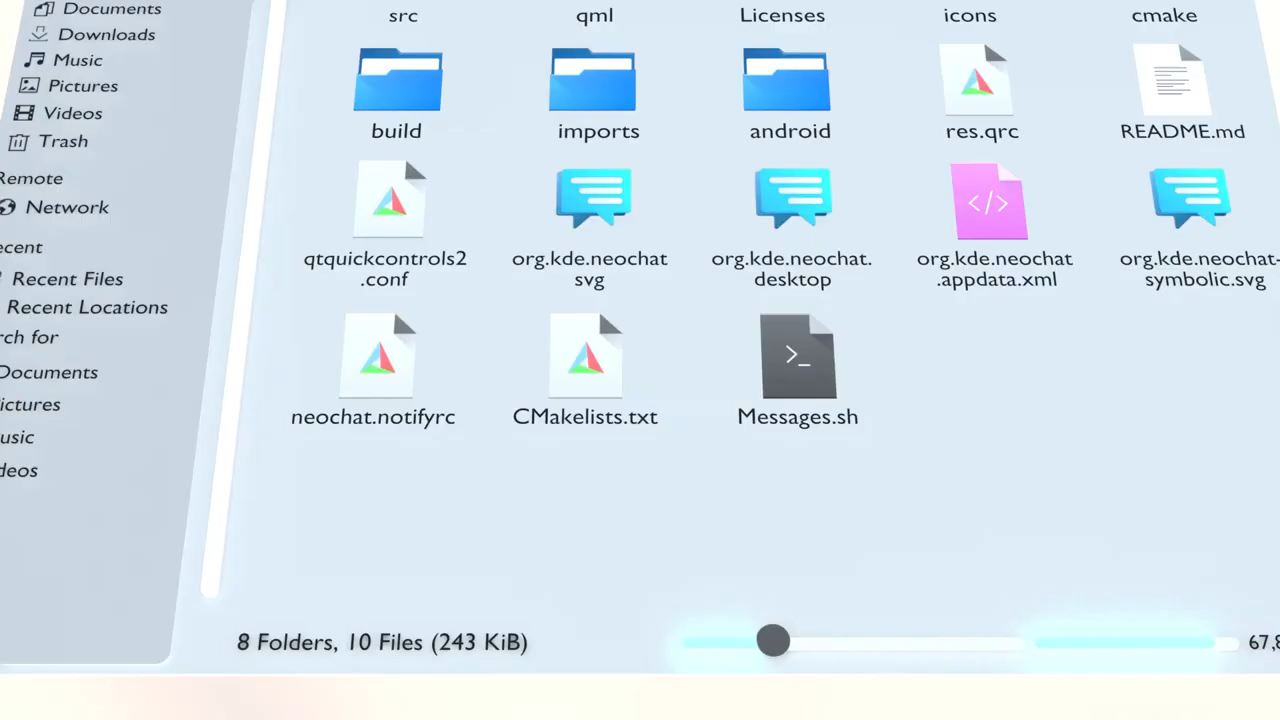 Documents
Downloads
Music
Pictures
Videos
Trash
Remote
Network
ecent
Recent Files
Recent Locations
rch for
Documents
ictures
usic
deos
src
qml
Licenses
icons
cmake
build
imports
android
res.qrc
README.md
qtquickcontrols2
.conf
org.kde.neochat
svg
org.kde.neochat.
desktop
org.kde.neochat
.appdata.xml
org.kde.neochat-
symbolic.svg
neochat.notifyrc
CMakelists.txt
Messages.sh
8 Folders, 10 Files (243 KiB)
67,8